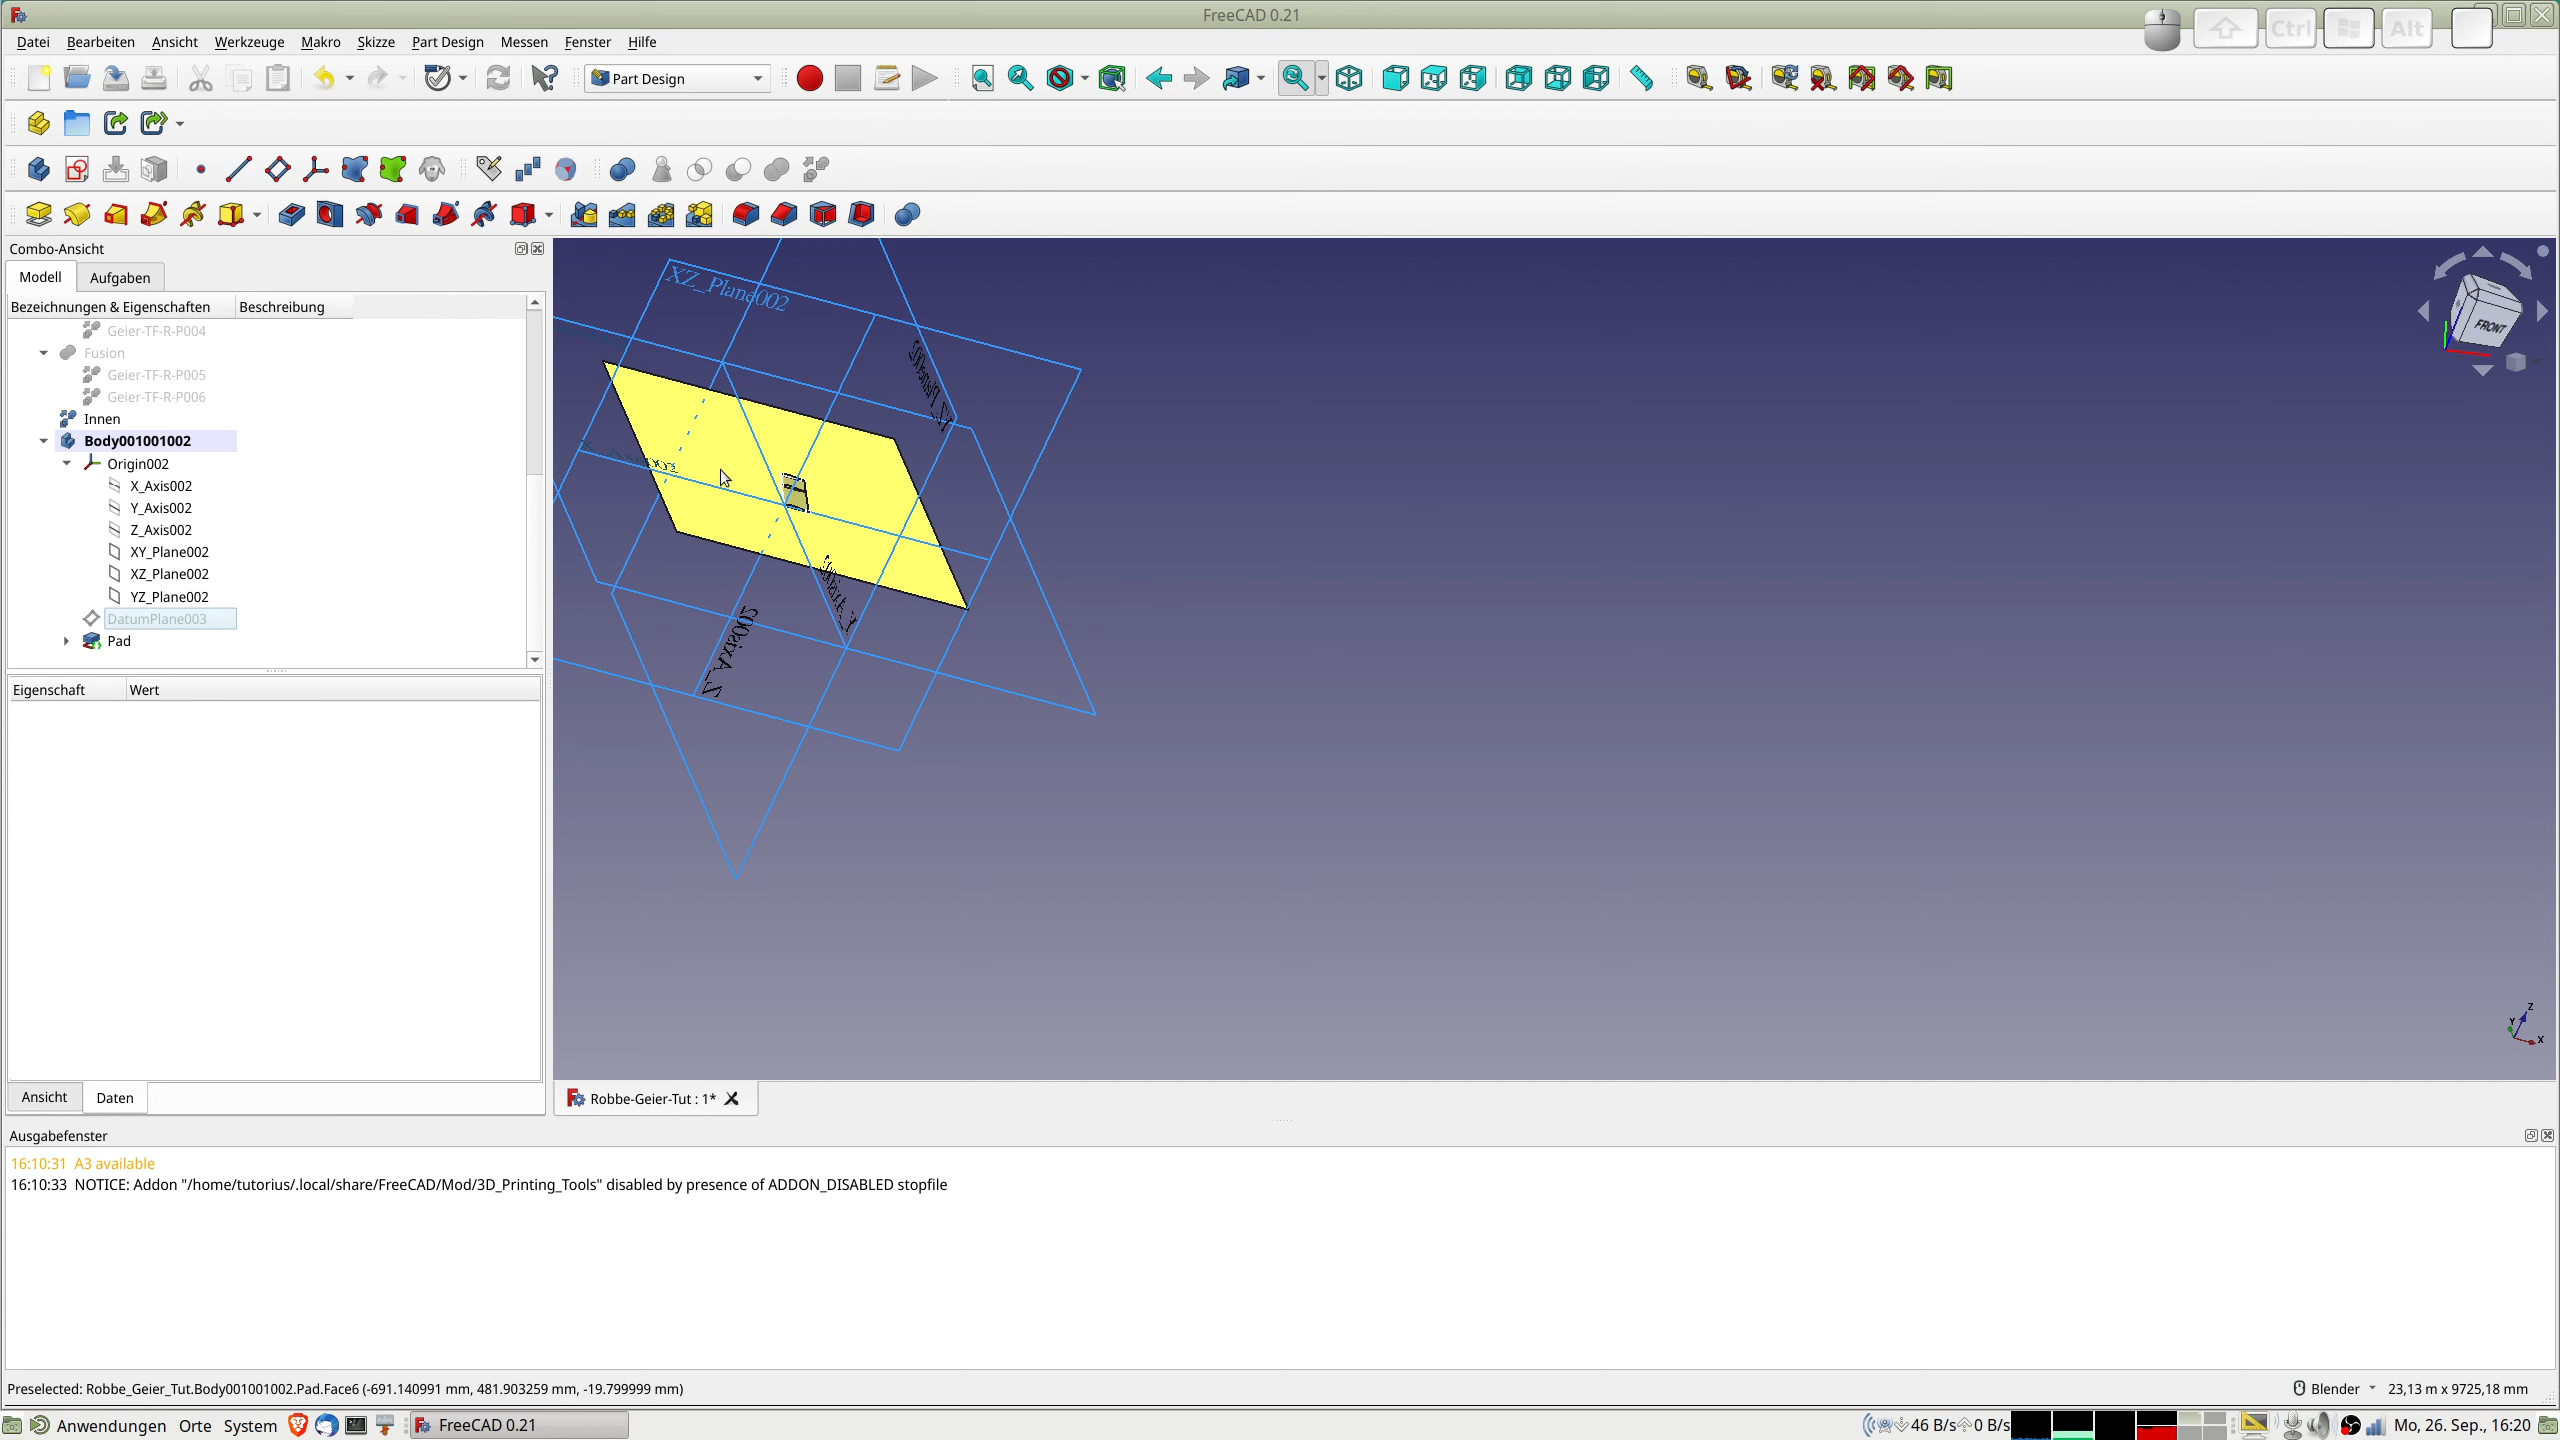 FreeCAD 0.21
Ctrl
Alt
Datei Bearbeiten Ansicht Werkzeuge Makro Skizze Part Design Messen Fenster Hilfe
Part Design
Combo-Ansicht
Modell Aufgaben
Bezeichnungen & Eigenschaften Beschreibung
Geier-TF-R-P004
Fusion
Geier-TF-R-P005
Geier-TF-R-P006
Innen
Body001001002
Origin002
X_Axis002
Y_Axis002
Z_Axis002
XY_Plane002
XZ_Plane002
YZ_Plane002
DatumPlane003
Pad
Eigenschaft Wert
Ansicht Daten
XZ_Plane002
Z_Axis002
FRONT
Z
Y
X
Robbe-Geier-Tut : 1*
Ausgabefenster
16:10:31 A3 available
16:10:33 NOTICE: Addon "/home/tutorius/.local/share/FreeCAD/Mod/3D_Printing_Tools" disabled by presence of ADDON_DISABLED stopfile
Preselected: Robbe_Geier_Tut.Body001001002.Pad.Face6 (-691.140991 mm, 481.903259 mm, -19.799999 mm)
Blender 23,13 m x 9725,18 mm
Anwendungen Orte System FreeCAD 0.21 46 B/s 0 B/s Mo, 26. Sep., 16:20